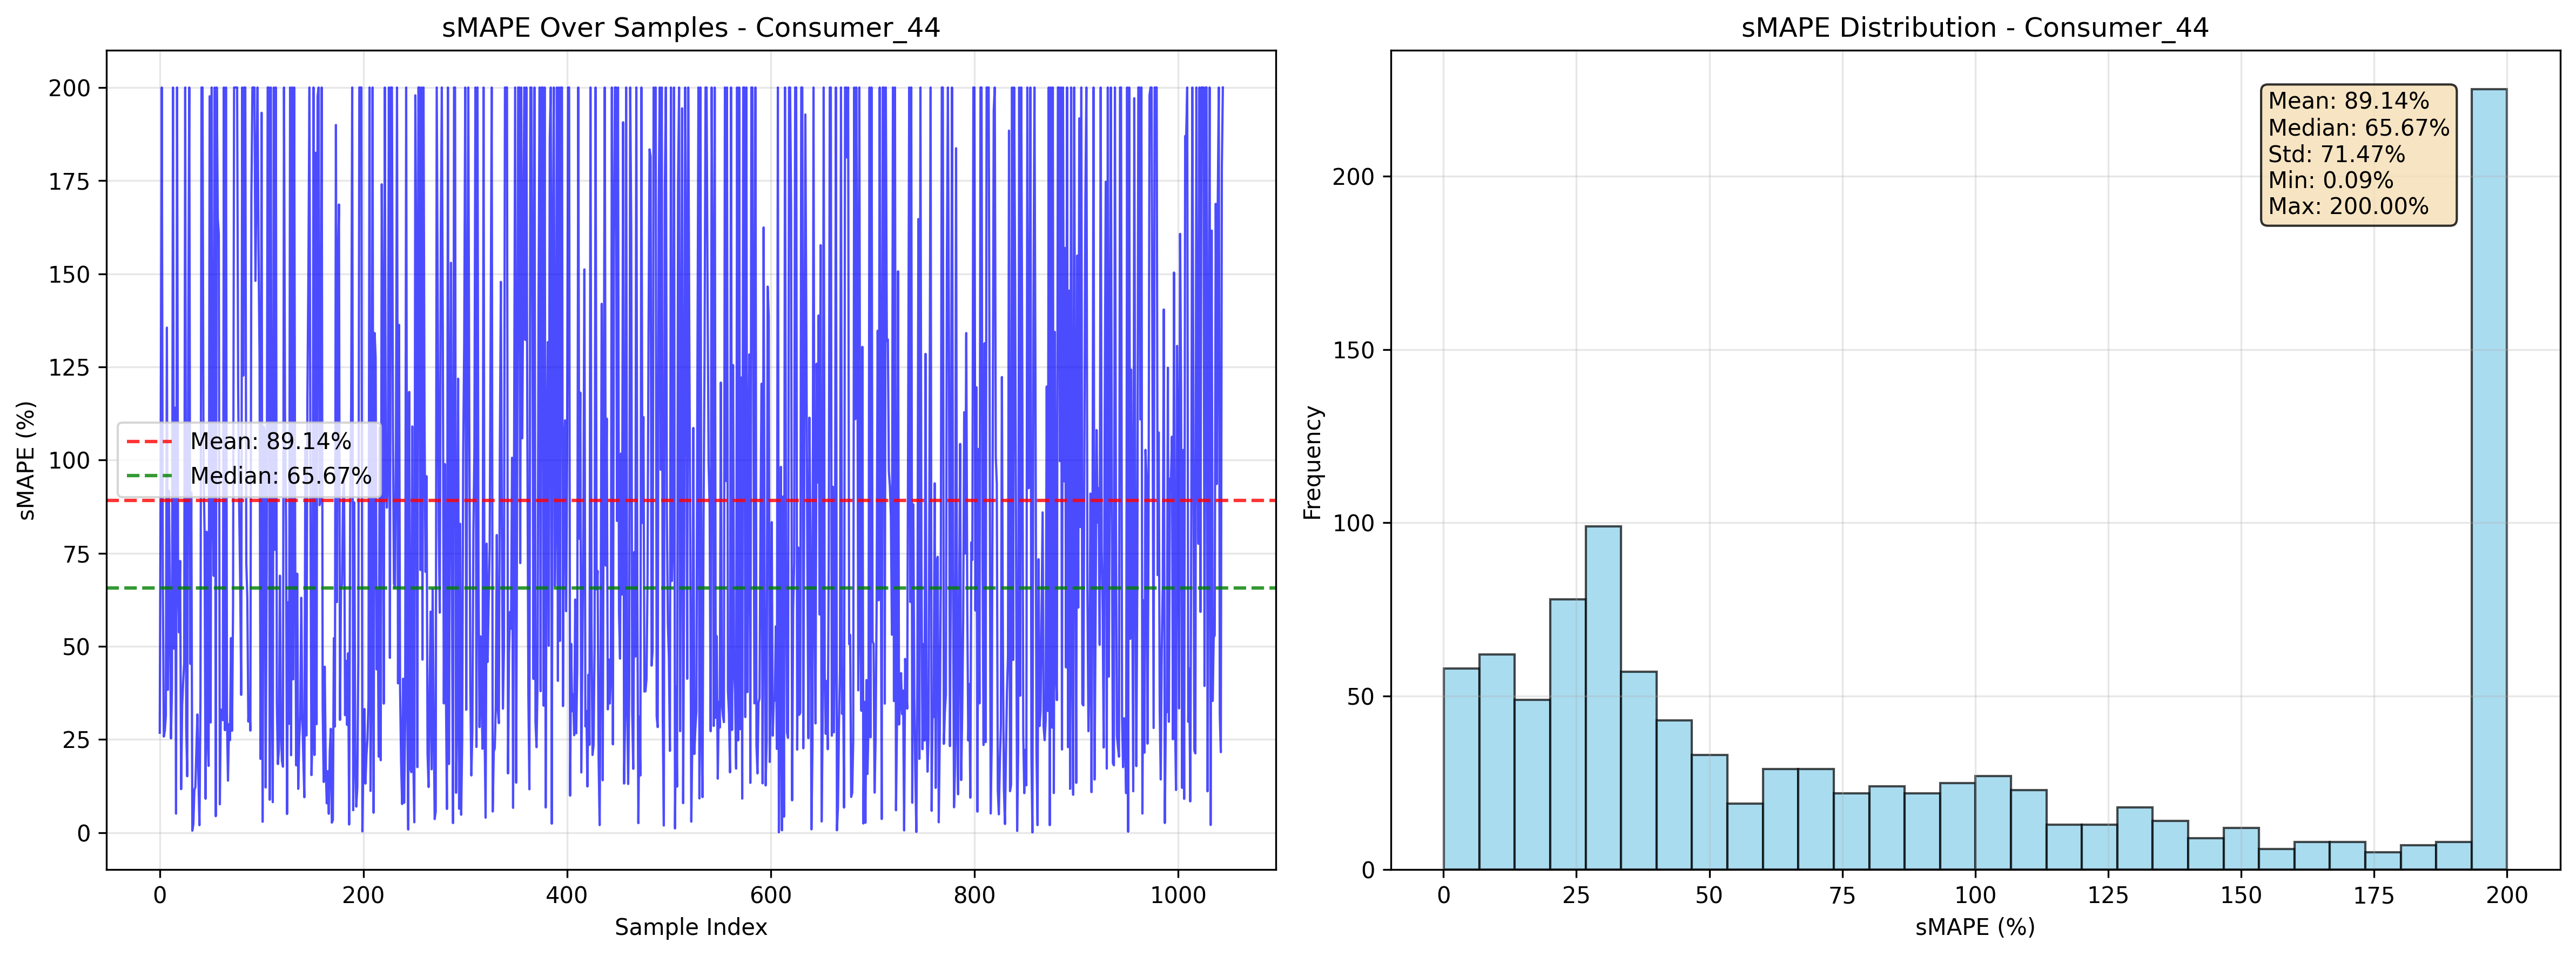 sMAPE Over Samples - Consumer_44
sMAPE (%)
200
175
150
125
100
75
50
25
0
Mean: 89.14%
Median: 65.67%
0 200 400 600 800 1000
Sample Index
sMAPE Distribution - Consumer_44
Frequency
200
150
100
50
0
Mean: 89.14%
Median: 65.67%
Std: 71.47%
Min: 0.09%
Max: 200.00%
0 25 50 75 100 125 150 175 200
sMAPE (%)